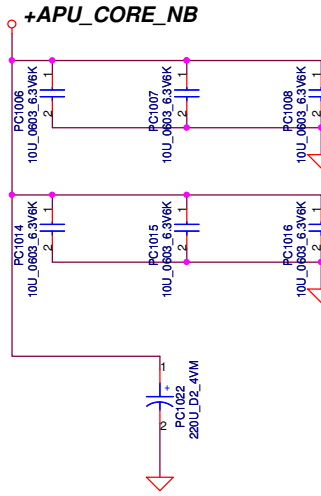 +APU_CORE_NB
1
2
PC1006
10U_0603_6.3V6K
1
2
PC1007
10U_0603_6.3V6K
1
2
PC1008
10U_0603_6.3V6K
1
2
PC1014
10U_0603_6.3V6K
1
2
PC1015
10U_0603_6.3V6K
1
2
PC1016
10U_0603_6.3V6K
1
+
2
PC1022
220U_D2_4VM